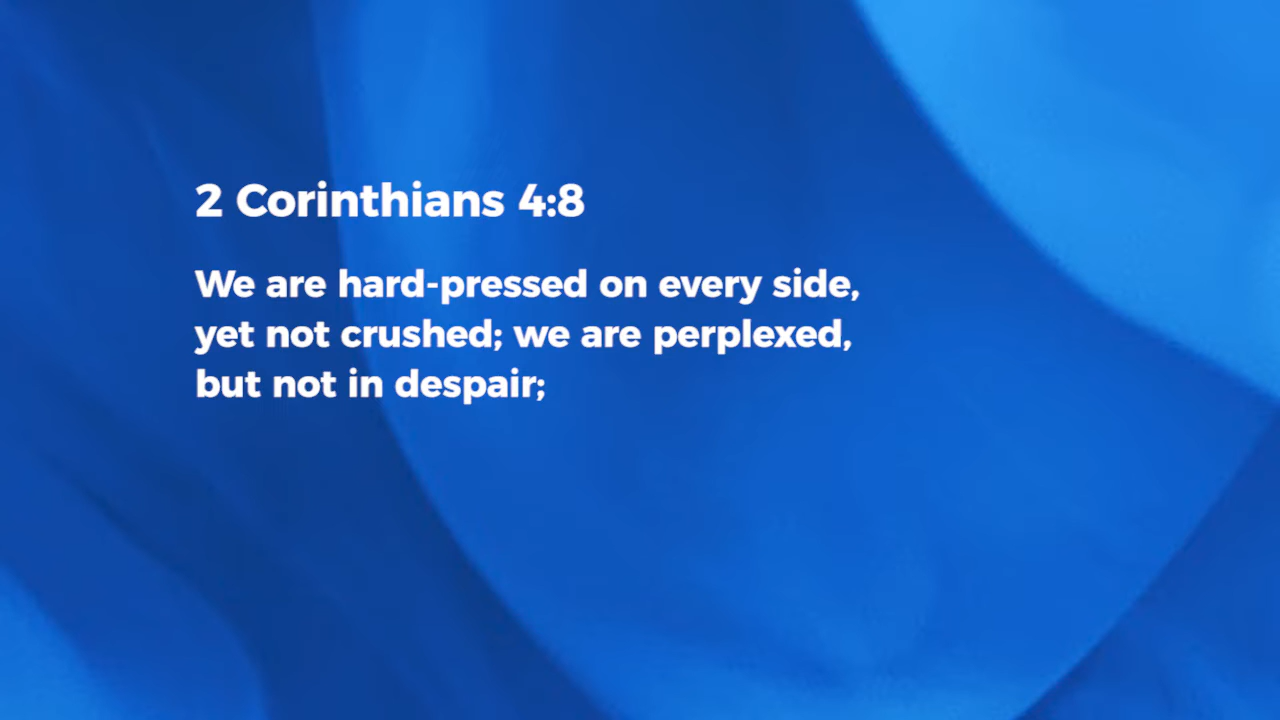 2 Corinthians 4:8
We are hard-pressed on every side,
yet not crushed; we are perplexed,
but not in despair;